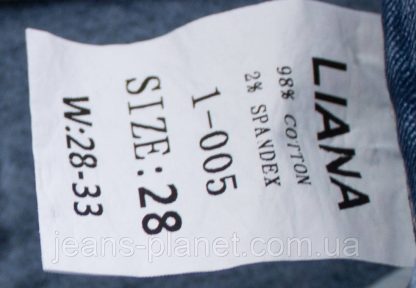 LIANA
98% COTTON
2% SPANDEX
1-005
SIZE:28
W:28-33
jeans-planet.com.ua